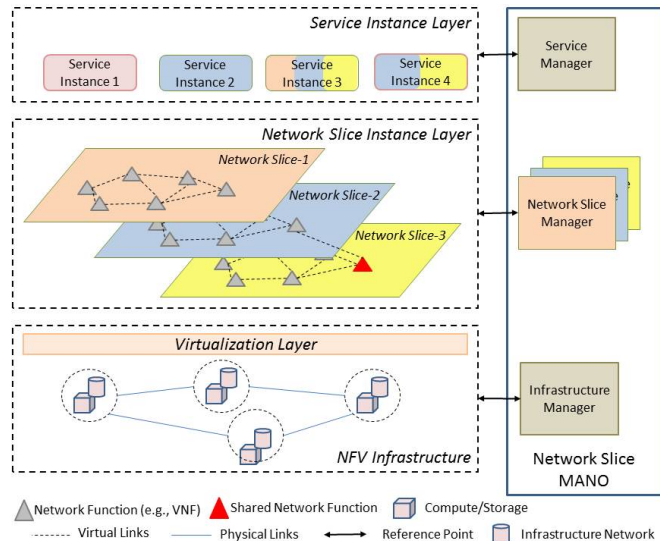 Service Instance Layer
Service
Instance 1
Service
Instance 2
Service
Instance 3
Service
Instance 4
Service
Manager
Network Slice Instance Layer
Network Slice-1
Network Slice-2
Network Slice-3
Network Slice
Manager
Virtualization Layer
NFV Infrastructure
Infrastructure
Manager
Network Slice
MANO
Network Function (e.g., VNF)
Shared Network Function
Compute/Storage
Virtual Links
Physical Links
Reference Point
Infrastructure Network